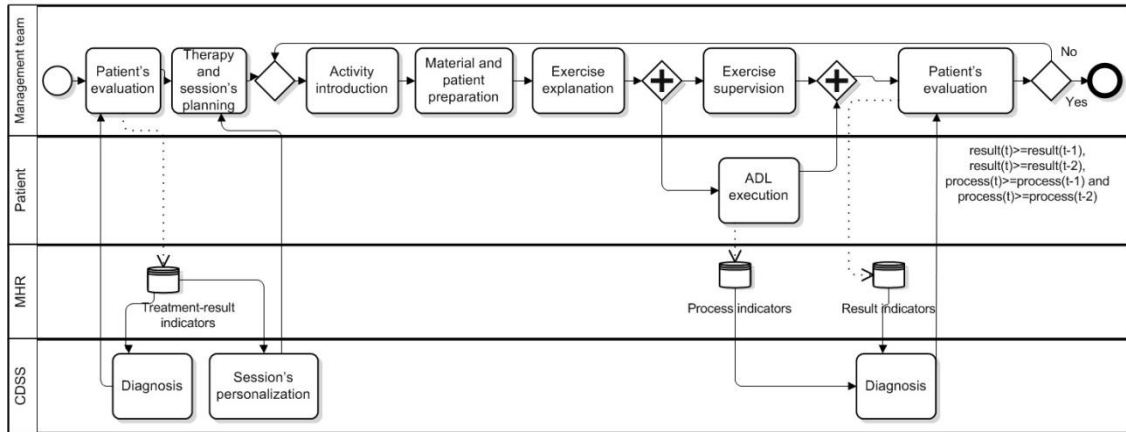 Management team
Patient's
evaluation
Therapy and
session's
planning
Activity
introduction
Material and
patient
preparation
Exercise
explanation
Exercise
supervision
Patient's
evaluation
No
Yes
Patient
ADL
execution
result(t)>=result(t-1),
result(t)>=result(t-2),
process(t)>=process(t-1) and
process(t)>=process(t-2)
MHR
Treatment-result
indicators
Process indicators
Result indicators
CDSS
Diagnosis
Session's
personalization
Diagnosis